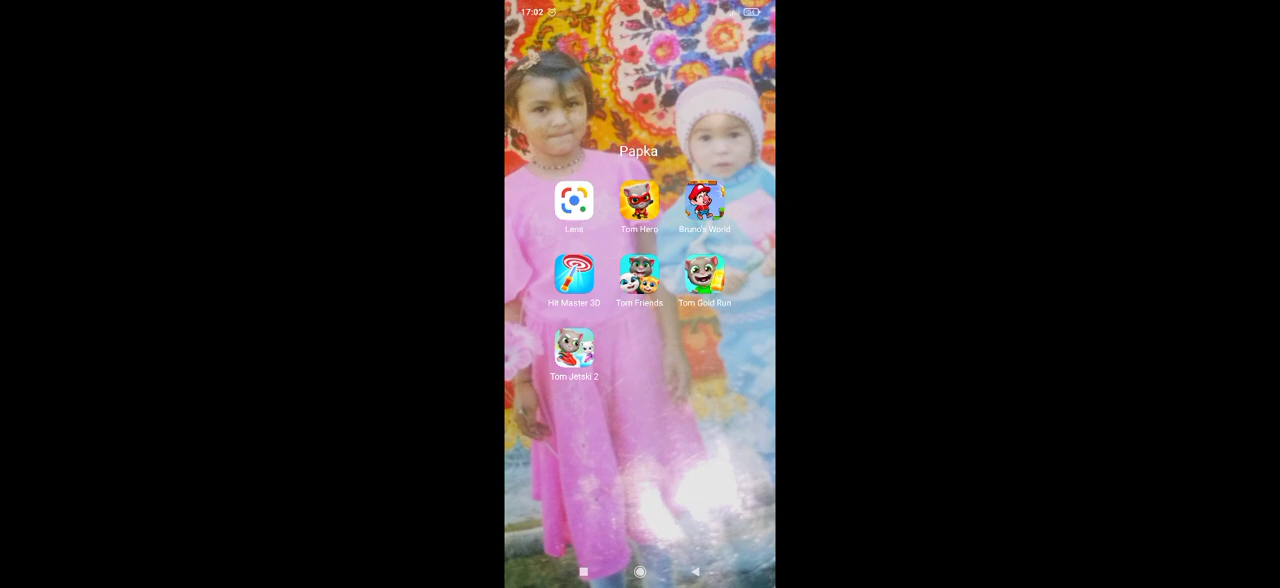 17:02
Papka
Lens Tom Hero Bruno's World
Hit Master 3D Tom Friends Tom Gold Run
Tom Jetski 2